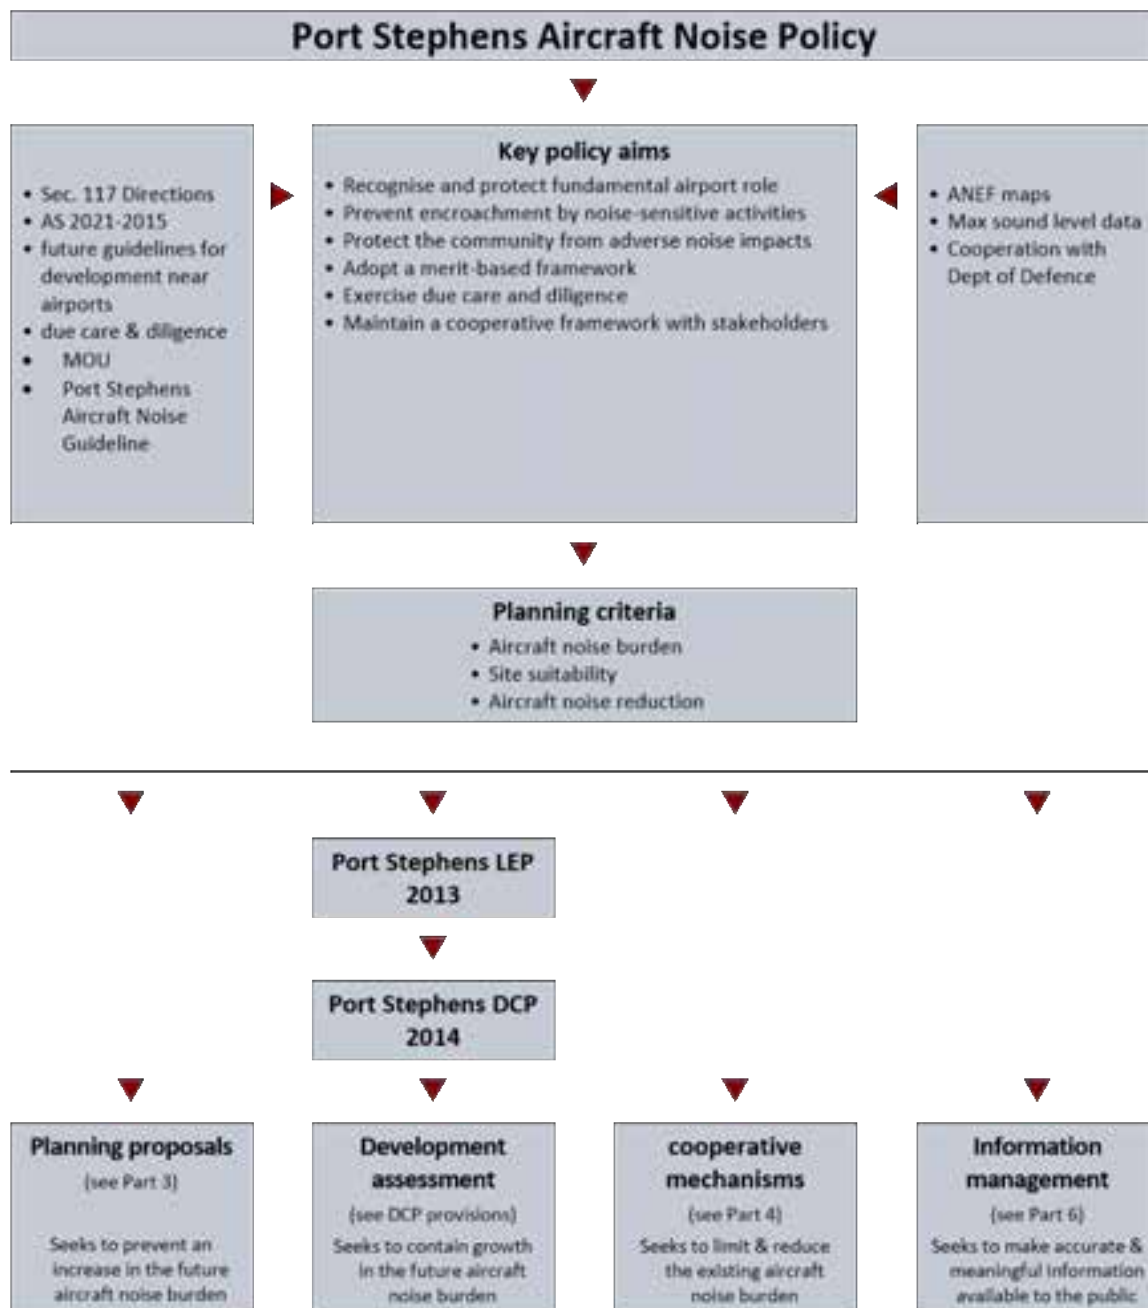 Port Stephens Aircraft Noise Policy
• Sec. 117 Directions
• AS 2021-2015
• future guidelines for
development near
airports
• due care & diligence
• MOU
• Port Stephens
Aircraft Noise
Guideline
Key policy aims
• Recognise and protect fundamental airport role
• Prevent encroachment by noise-sensitive activities
• Protect the community from adverse noise impacts
• Adopt a merit-based framework
• Exercise due care and diligence
• Maintain a cooperative framework with stakeholders
• ANEF maps
• Max sound level data
• Cooperation with
Dept of Defence
Planning criteria
• Aircraft noise burden
• Site suitability
• Aircraft noise reduction
Port Stephens LEP
2013
Port Stephens DCP
2014
Planning proposals
(see Part 3)
Seeks to prevent an
increase in the future
aircraft noise burden
Development
assessment
(see DCP provisions)
Seeks to contain growth
in the future aircraft
noise burden
cooperative
mechanisms
(see Part 4)
Seeks to limit & reduce
the existing aircraft
noise burden
Information
management
(see Part 6)
Seeks to make accurate &
meaningful information
available to the public